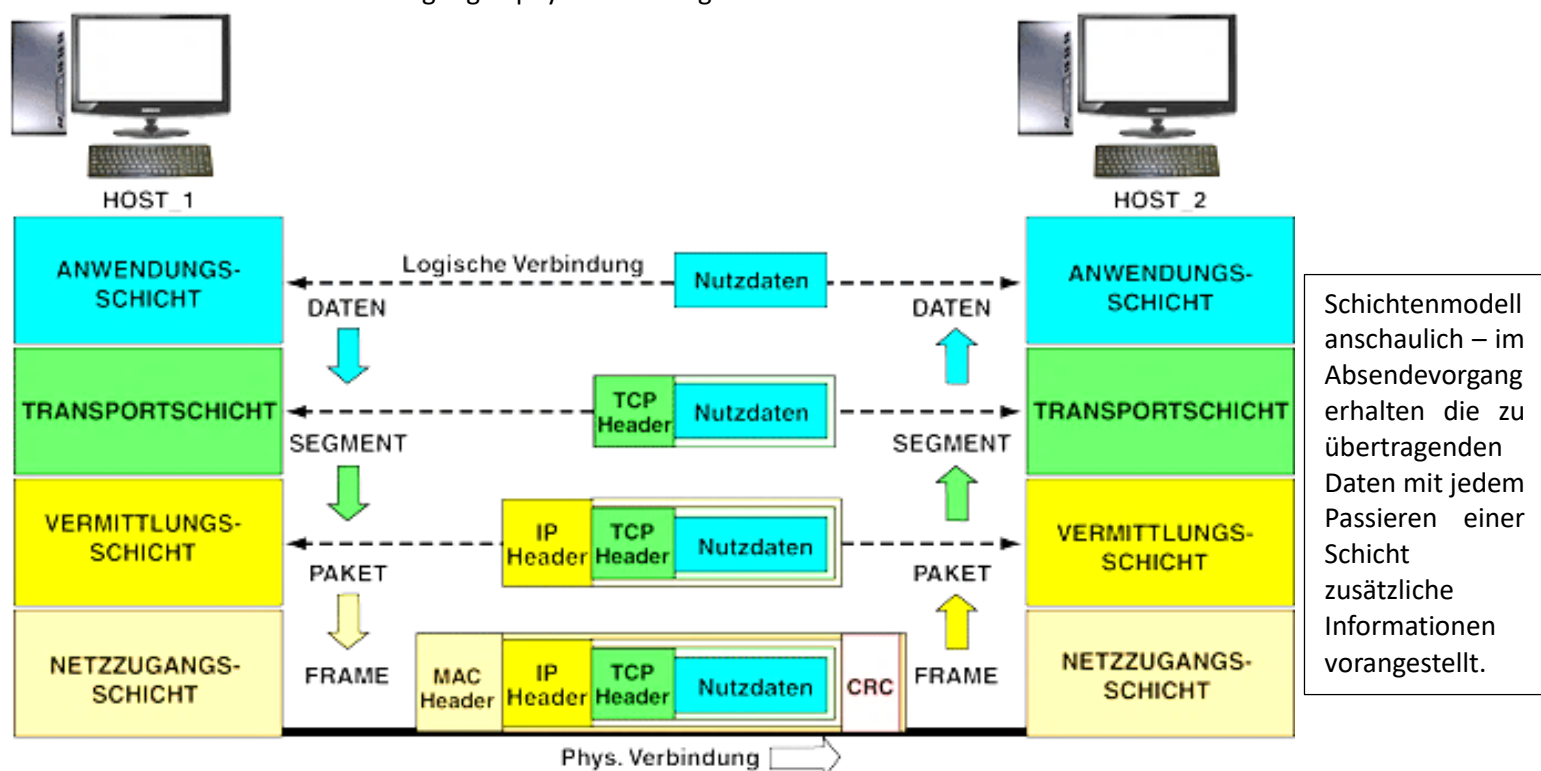 HOST_1
HOST_2
ANWENDUNGS-
SCHICHT
Logische Verbindung
Nutzdaten
ANWENDUNGS-
SCHICHT
DATEN
DATEN
TRANSPORTSCHICHT
TCP
Header
Nutzdaten
TRANSPORTSCHICHT
SEGMENT
SEGMENT
VERMITTLUNGS-
SCHICHT
IP
Header
TCP
Header
Nutzdaten
VERMITTLUNGS-
SCHICHT
PAKET
PAKET
NETZZUGANGS-
SCHICHT
FRAME
MAC
Header
IP
Header
TCP
Header
Nutzdaten
CRC
FRAME
NETZZUGANGS-
SCHICHT
Phys. Verbindung
Schichtenmodell
anschaulich – im
Absendevorgang
erhalten die zu
übertragenden
Daten mit jedem
Passieren einer
Schicht
zusätzliche
Informationen
vorangestellt.